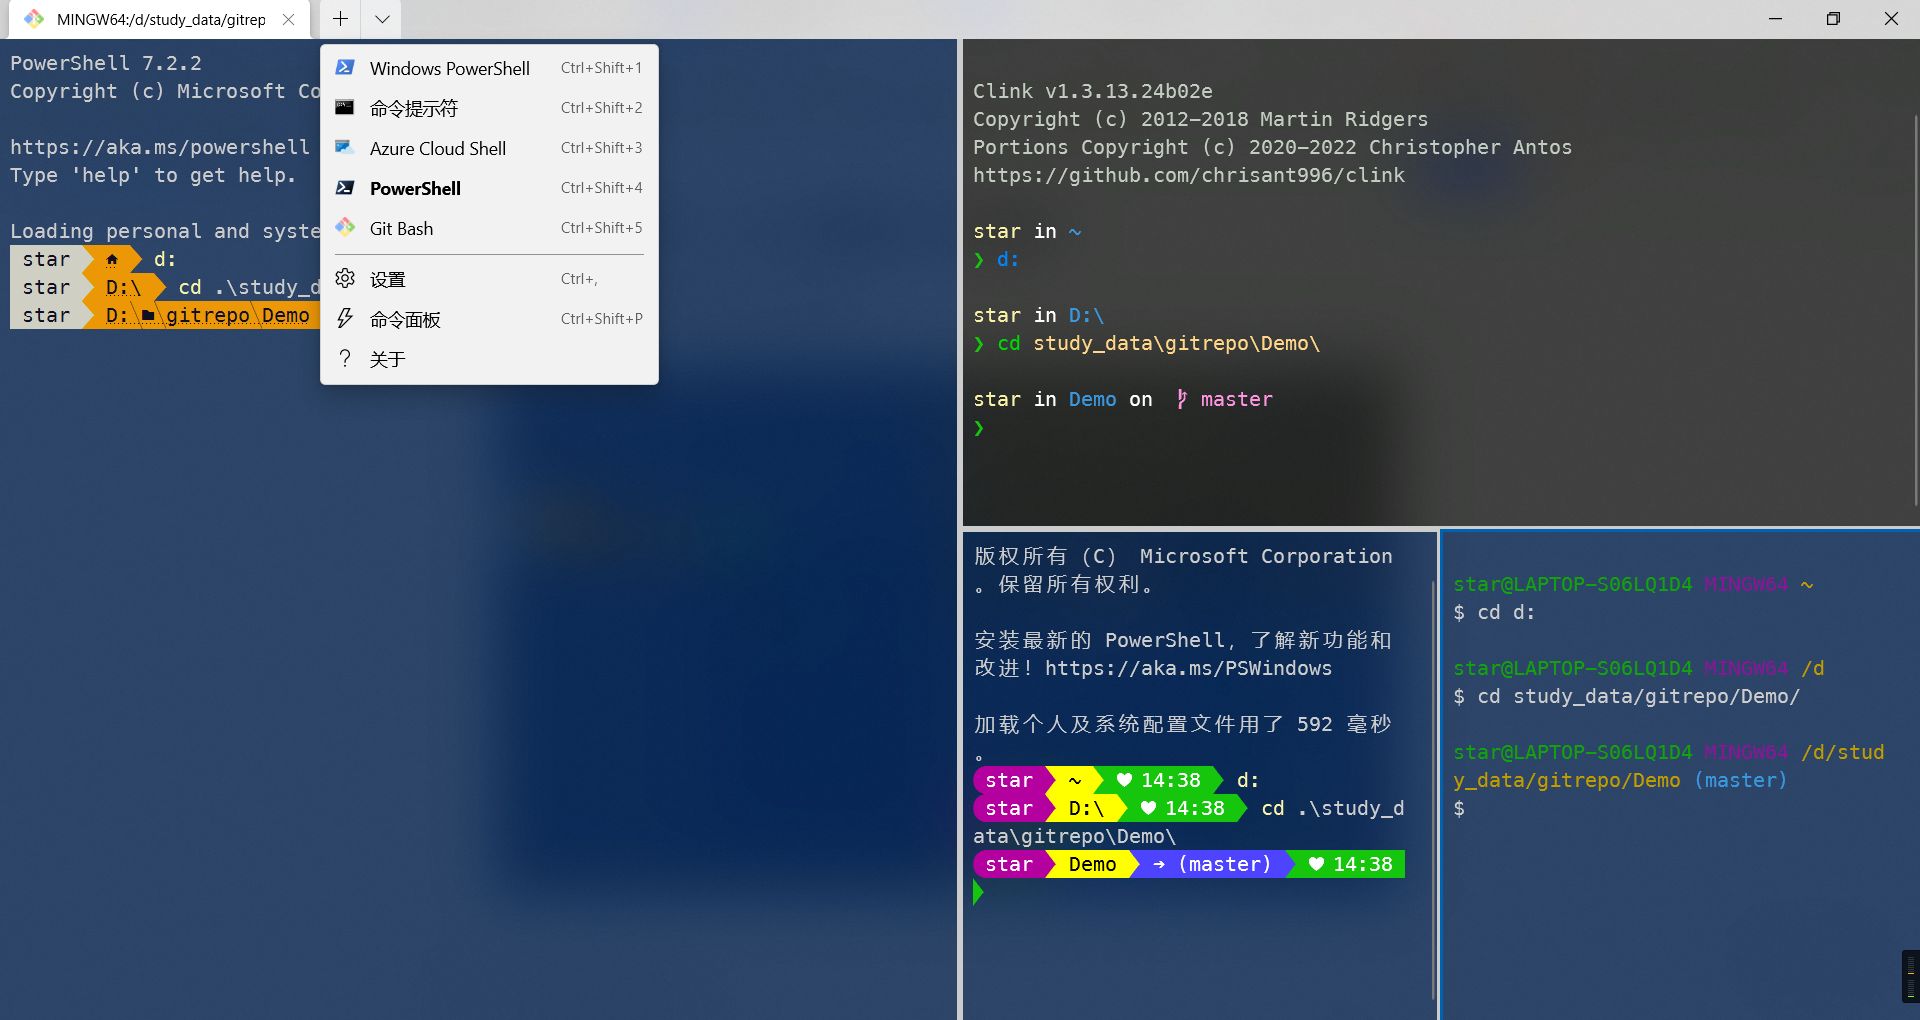 MINGW64:/d/study_data/gitrep
PowerShell 7.2.2
Copyright (c) Microsoft Co
https://aka.ms/powershell
Type 'help' to get help.
Loading personal and syste
star d:
star D:\ cd .\study_d
star D:\ \gitrepo\Demo
Windows PowerShell Ctrl+Shift+1
命令提示符 Ctrl+Shift+2
Azure Cloud Shell Ctrl+Shift+3
PowerShell Ctrl+Shift+4
Git Bash Ctrl+Shift+5
设置 Ctrl+,
命令面板 Ctrl+Shift+P
关于
Clink v1.3.13.24b02e
Copyright (c) 2012-2018 Martin Ridgers
Portions Copyright (c) 2020-2022 Christopher Antos
https://github.com/chrisant996/clink
star in ~
❯ d:
star in D:\
❯ cd study_data\gitrepo\Demo\
star in Demo on master
❯
版权所有 (C) Microsoft Corporation
。保留所有权利。
安装最新的 PowerShell，了解新功能和
改进！https://aka.ms/PSWindows
加载个人及系统配置文件用了 592 毫秒
。
star ~ ♥ 14:38 d:
star D:\ ♥ 14:38 cd .\study_d
ata\gitrepo\Demo\
star Demo → (master) ♥ 14:38
star@LAPTOP-S06LQ1D4 MINGW64 ~
$ cd d:
star@LAPTOP-S06LQ1D4 MINGW64 /d
$ cd study_data/gitrepo/Demo/
star@LAPTOP-S06LQ1D4 MINGW64 /d/stud
y_data/gitrepo/Demo (master)
$